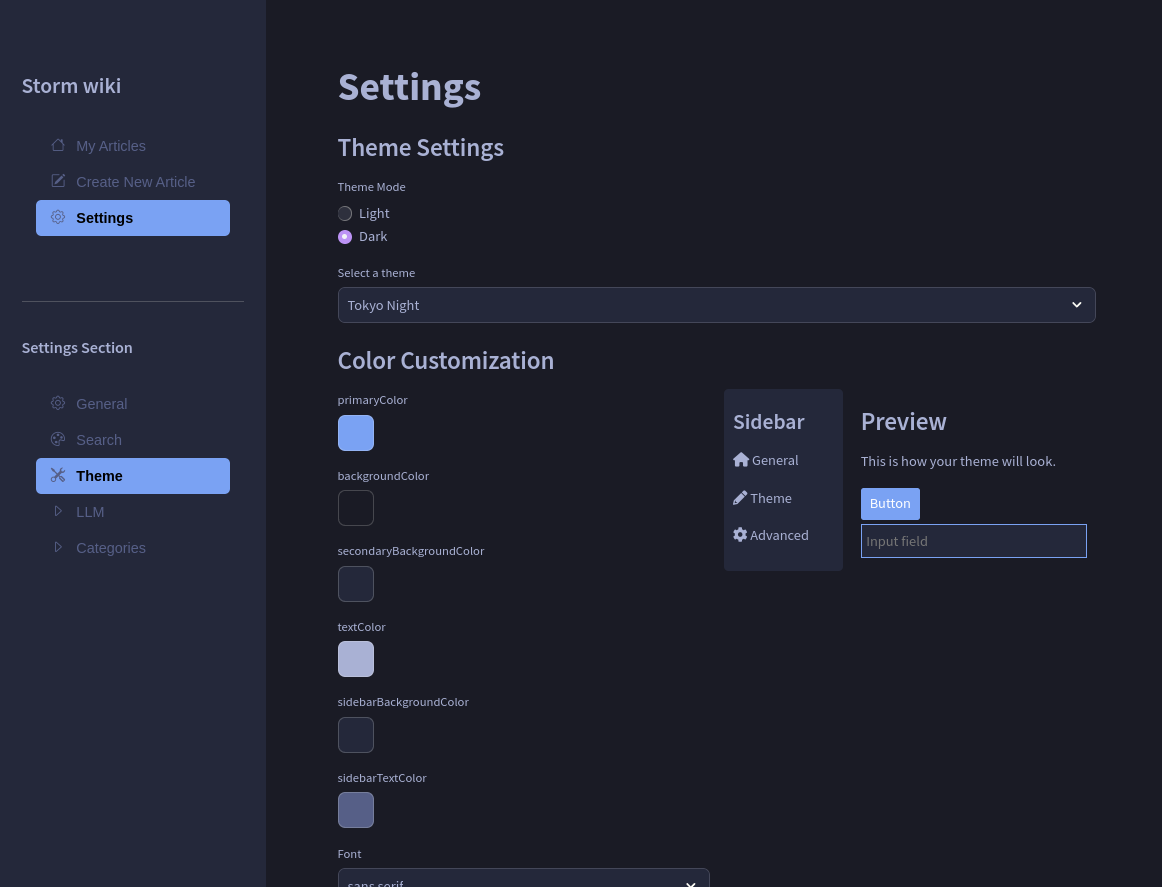 Storm wiki
My Articles
Create New Article
Settings
Settings Section
General
Search
Theme
LLM
Categories
Settings
Theme Settings
Theme Mode
Light
Dark
Select a theme
Tokyo Night
Color Customization
primaryColor
backgroundColor
secondaryBackgroundColor
textColor
sidebarBackgroundColor
sidebarTextColor
Font
sans serif
Sidebar
General
Theme
Advanced
Preview
This is how your theme will look.
Button
Input field